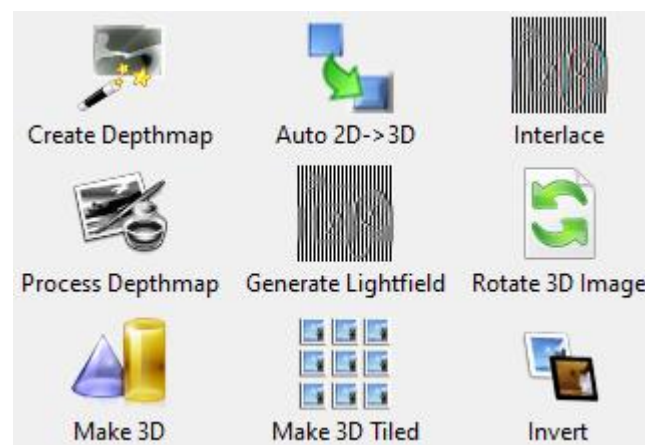 Create Depthmap
Auto 2D->3D
Interlace
Process Depthmap
Generate Lightfield
Rotate 3D Image
Make 3D
Make 3D Tiled
Invert